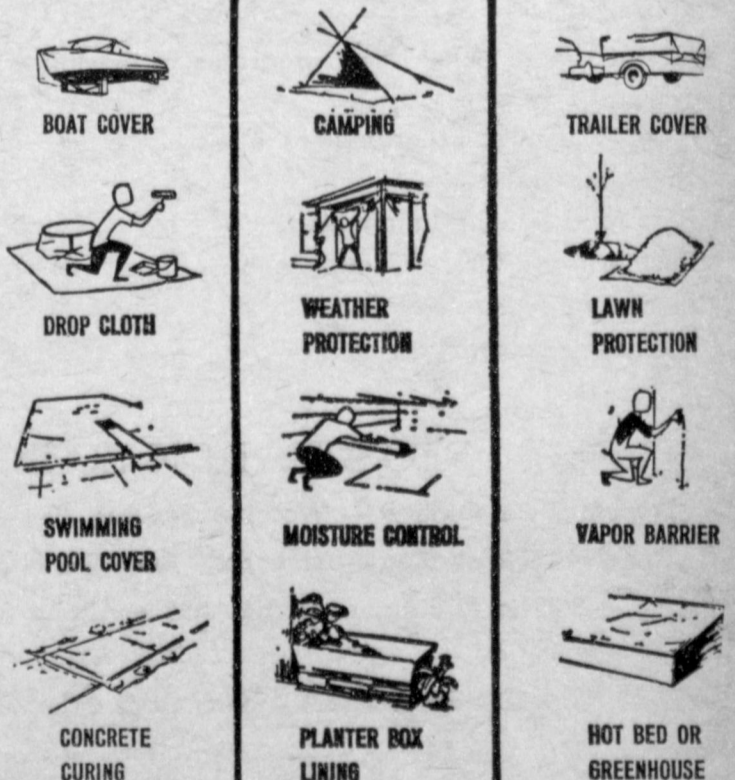 BOAT COVER
CAMPING
TRAILER COVER
DROP CLOTH
WEATHER
PROTECTION
LAWN
PROTECTION
SWIMMING
POOL COVER
MOISTURE CONTROL
VAPOR BARRIER
CONCRETE
CURING
PLANTER BOX
LINING
HOT BED OR
GREENHOUSE